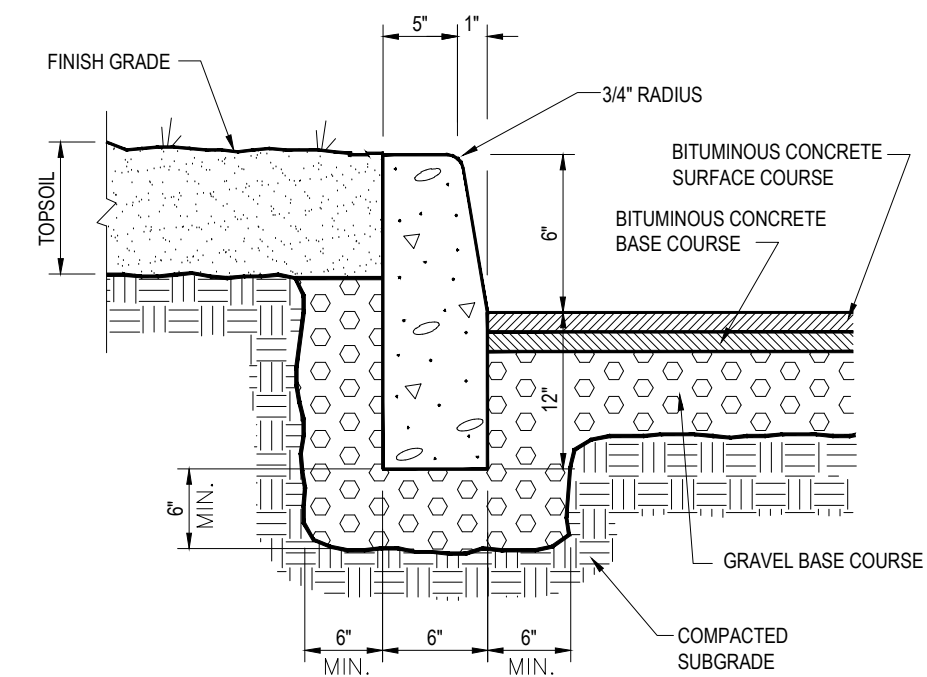 5" 1"
FINISH GRADE
3/4" RADIUS
BITUMINOUS CONCRETE
SURFACE COURSE
TOPSOIL
6"
BITUMINOUS CONCRETE
BASE COURSE
12"
6"
MIN.
GRAVEL BASE COURSE
6" 6" 6"
MIN. MIN.
COMPACTED
SUBGRADE